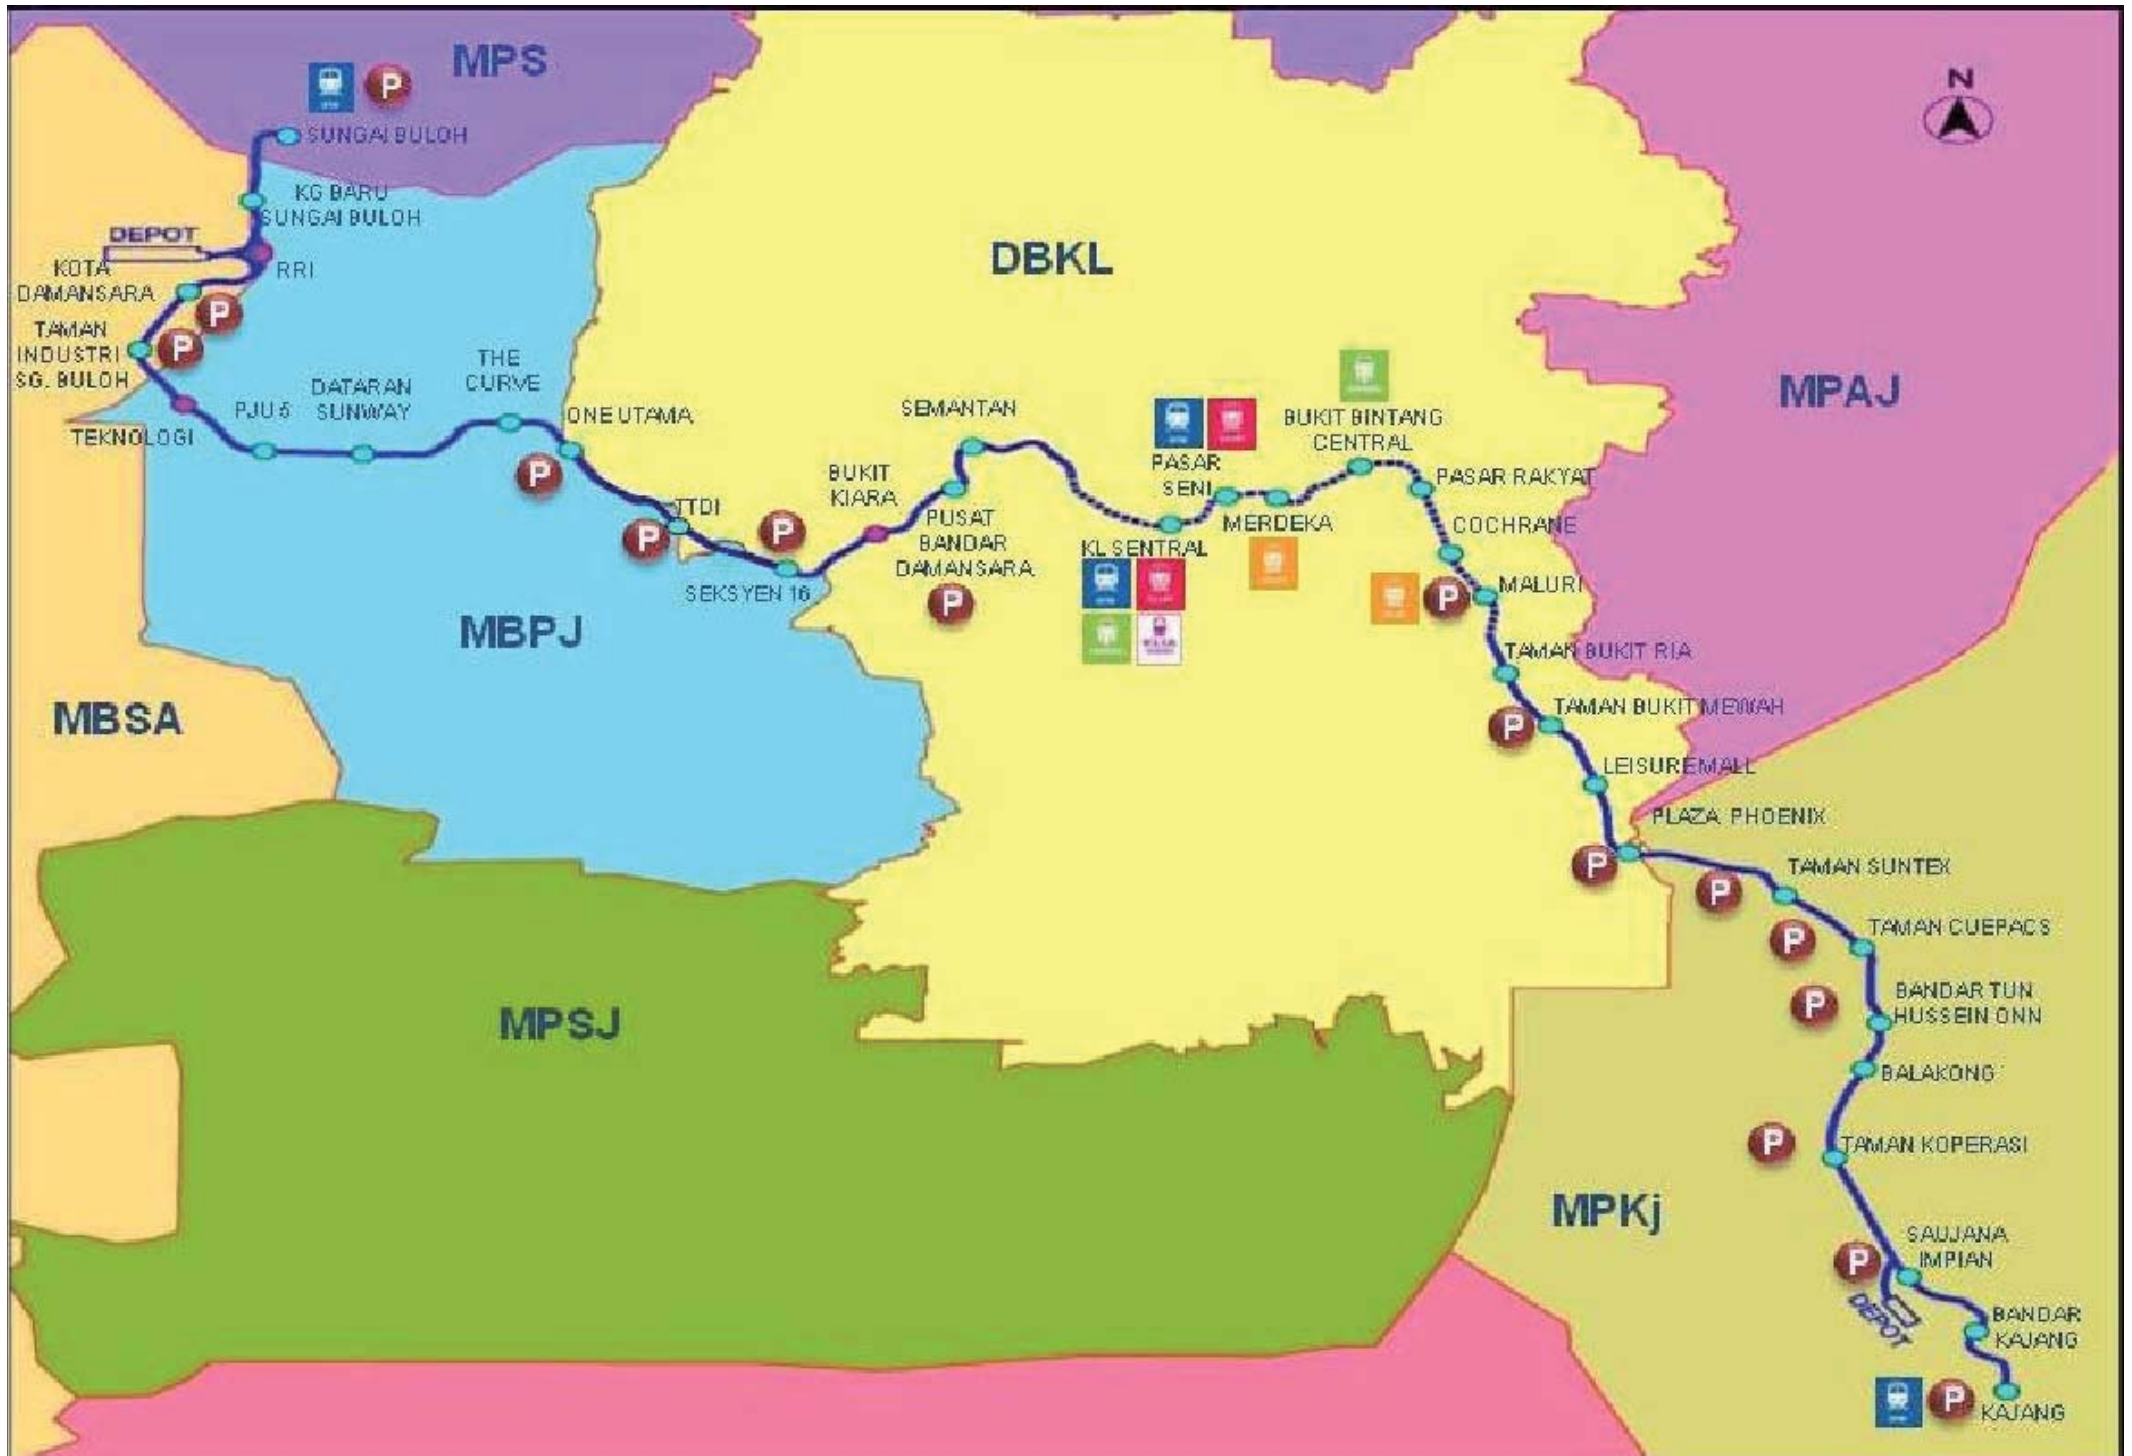 MPS
N
P
SUNGAI BULOH
KG BARU
SUNGAI BULOH
DEPOT
RRI
KOTA
DAMANSARA
P
TAMAN
INDUSTRI
SG. BULOH
P
TEKNOLOGI
PJU 5
DATARAN
SUNWAY
THE
CURVE
ONE UTAMA
P
TTDI
P
P
SEKSYEN 16
DBKL
BUKIT
KIARA
SEMANTAN
PUSAT
BANDAR
DAMANSARA
P
KL SENTRAL
PASAR
SENI
MERDEKA
BUKIT BINTANG
CENTRAL
PASAR RAKYAT
COCHRANE
P
MALURI
MPAJ
TAMAN BUKIT RIA
TAMAN BUKIT MEWAH
P
LEISUREMALL
PLAZA PHOENIX
P
MBPJ
MBSA
MPSJ
TAMAN SUNTEX
P
TAMAN CUEPACS
P
BANDAR TUN
HUSSEIN ONN
P
BALAKONG
TAMAN KOPERASI
P
MPKj
SAUJANA
IMPIAN
P
DEPOT
BANDAR
KAJANG
P
KAJANG